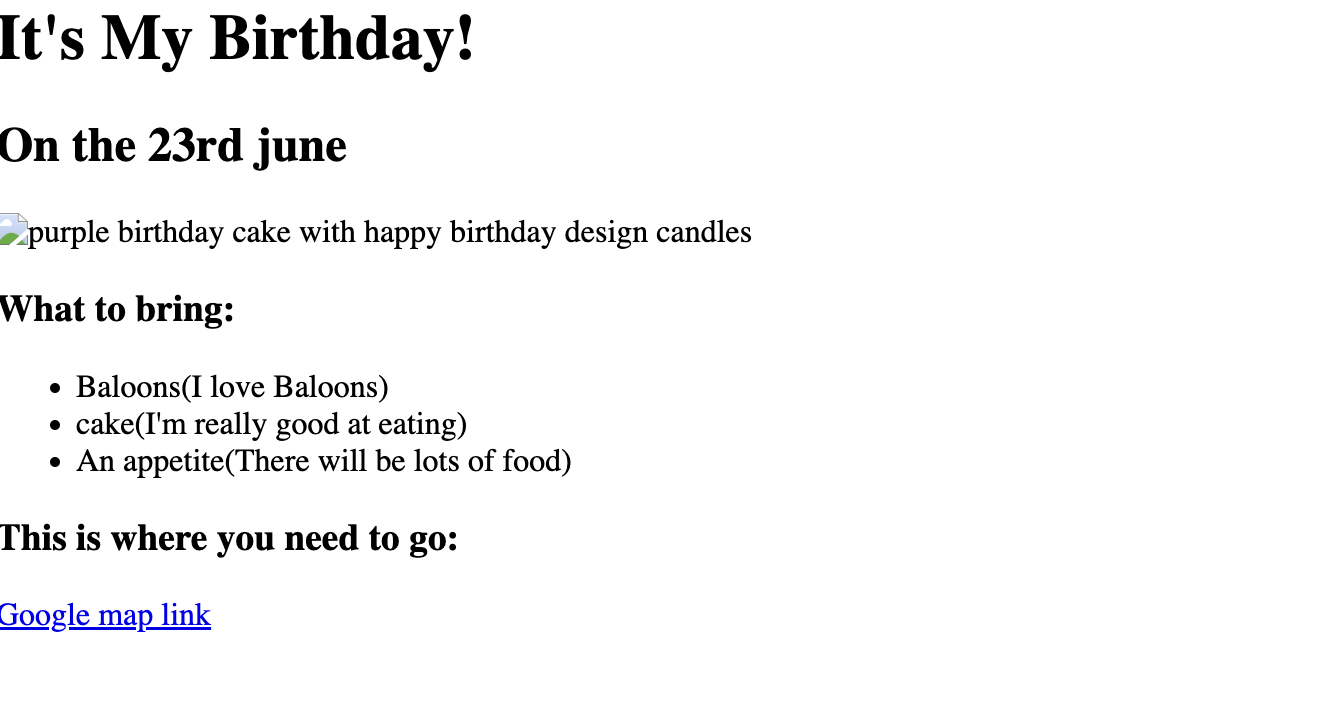 It's My Birthday!
On the 23rd june
purple birthday cake with happy birthday design candles
What to bring:
Baloons(I love Baloons)
cake(I'm really good at eating)
An appetite(There will be lots of food)
This is where you need to go:
Google map link